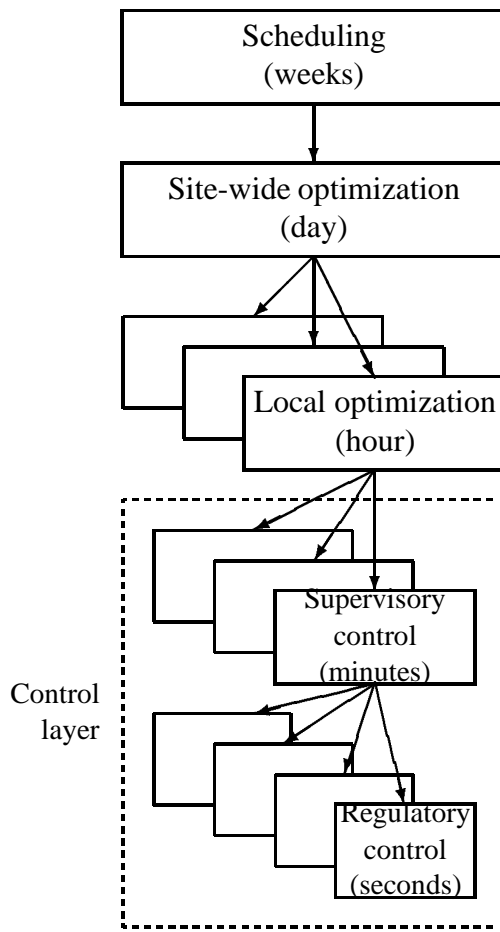 Scheduling
(weeks)
Site-wide optimization
(day)
Local optimization
(hour)
Supervisory
control
(minutes)
Control
layer
Regulatory
control
(seconds)